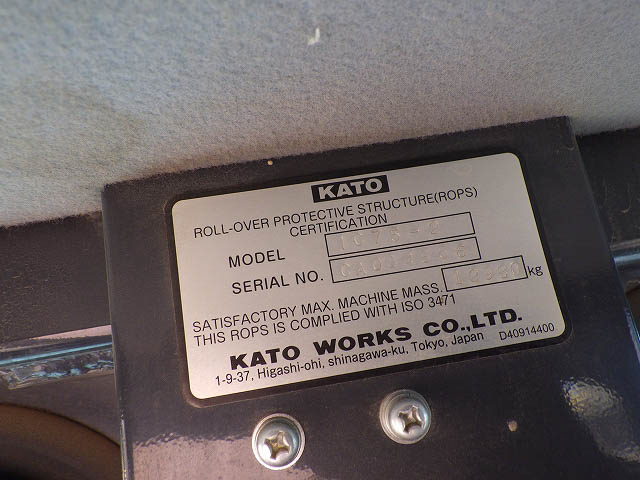 KATO
ROLL-OVER PROTECTIVE STRUCTURE(ROPS)
CERTIFICATION
MODEL
SERIAL NO.
SATISFACTORY MAX. MACHINE MASS. kg
THIS ROPS IS COMPLIED WITH ISO 3471
KATO WORKS CO.,LTD.
1-9-37, Higashi-ohi, shinagawa-ku, Tokyo, Japan D40914400